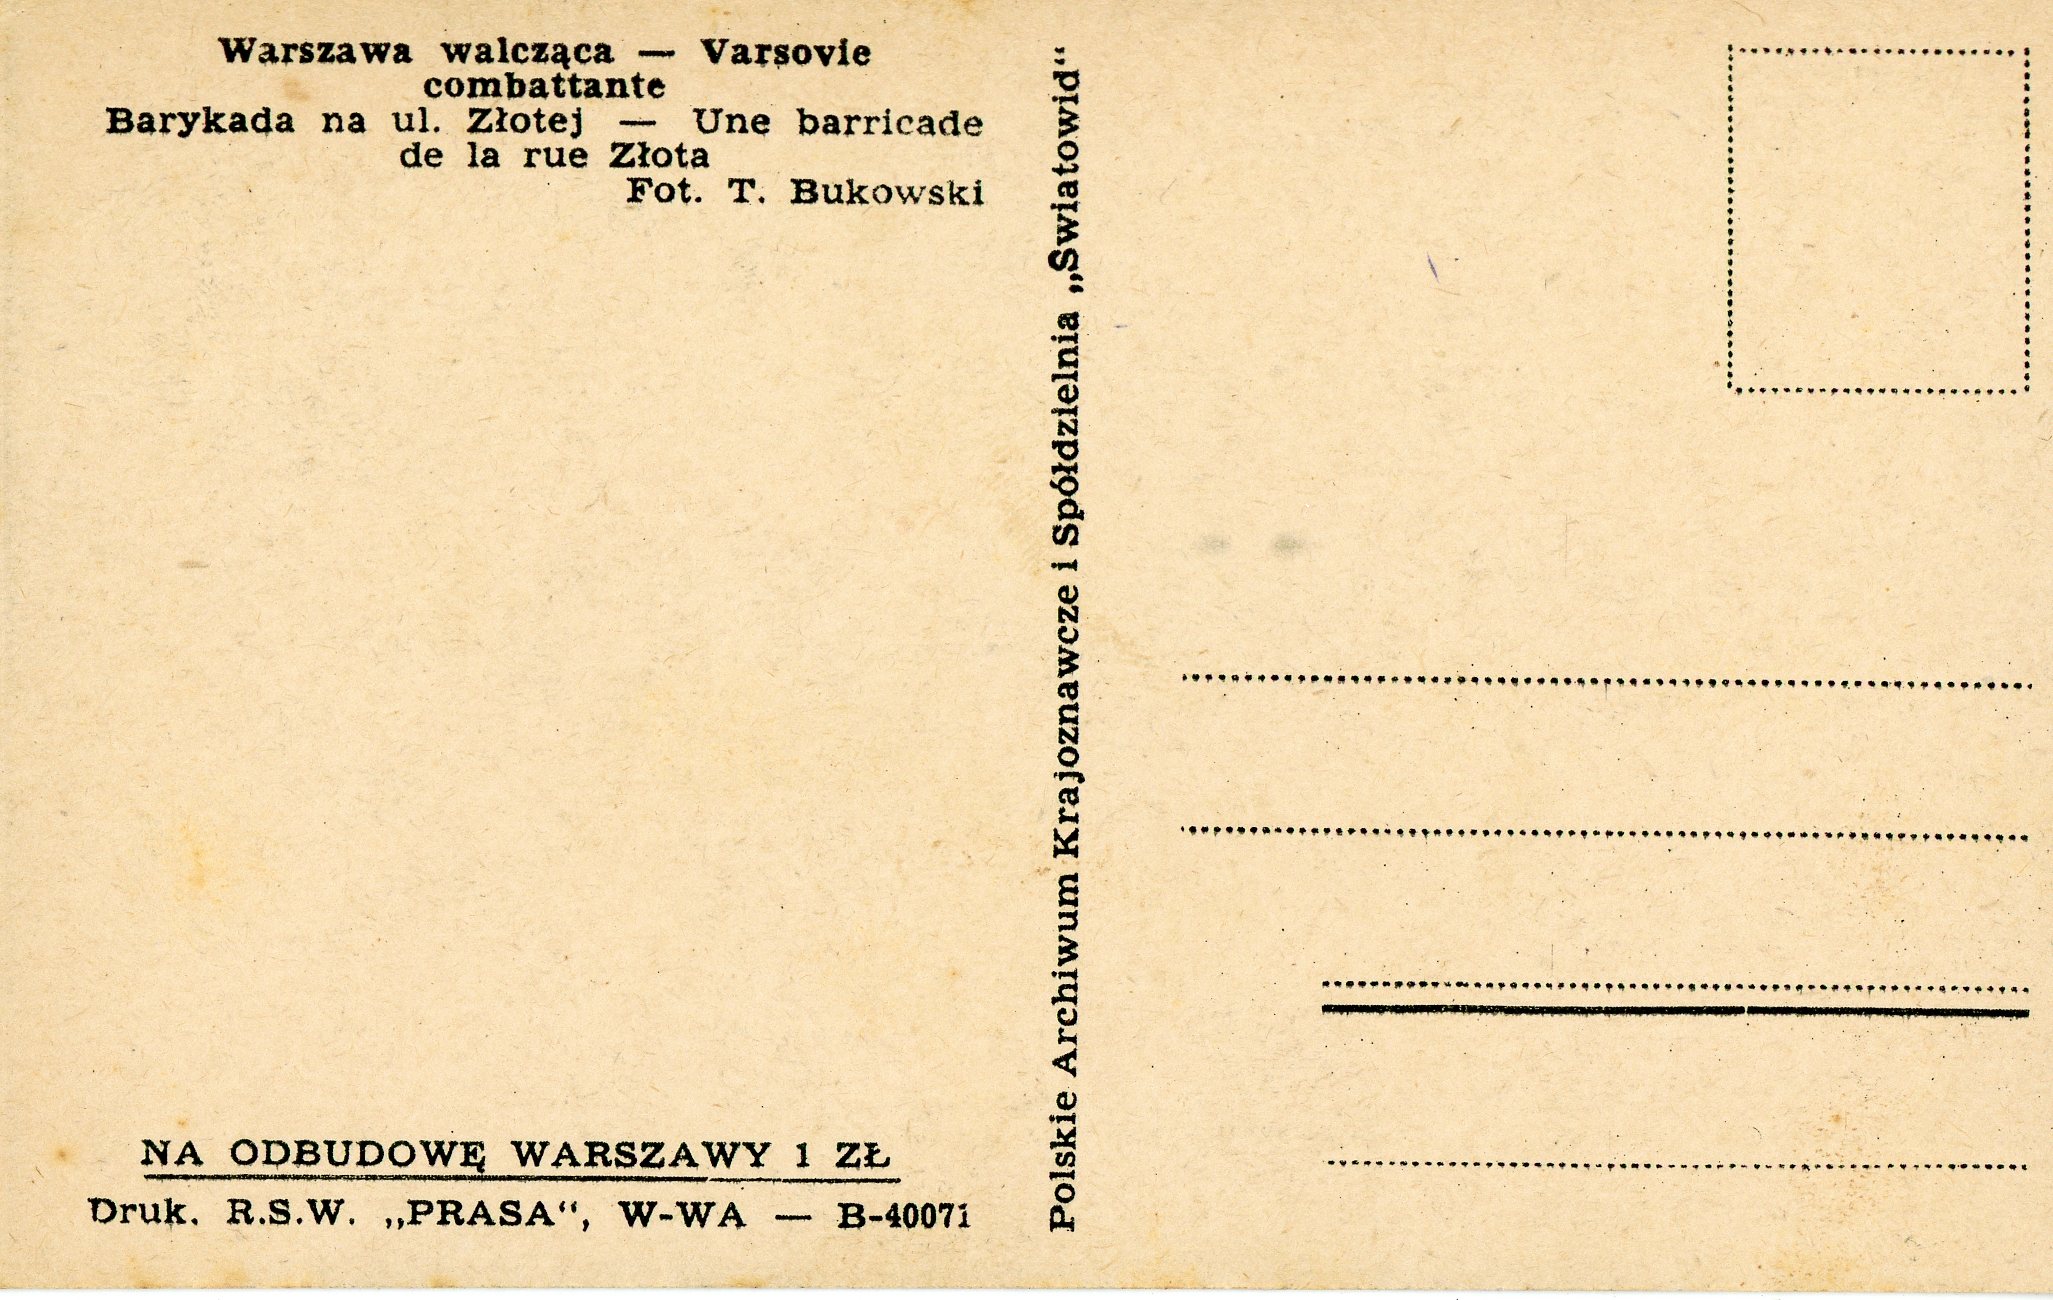 Warszawa walcząca — Varsovie
combattante
Barykada na ul. Złotej — Une barricade
de la rue Złota
Fot. T. Bukowski
NA ODBUDOWĘ WARSZAWY 1 ZŁ
Druk. R.S.W. „PRASA“, W-WA — B-40071
Polskie Archiwum Krajoznawcze i Spółdzielnia „Swiatowid“